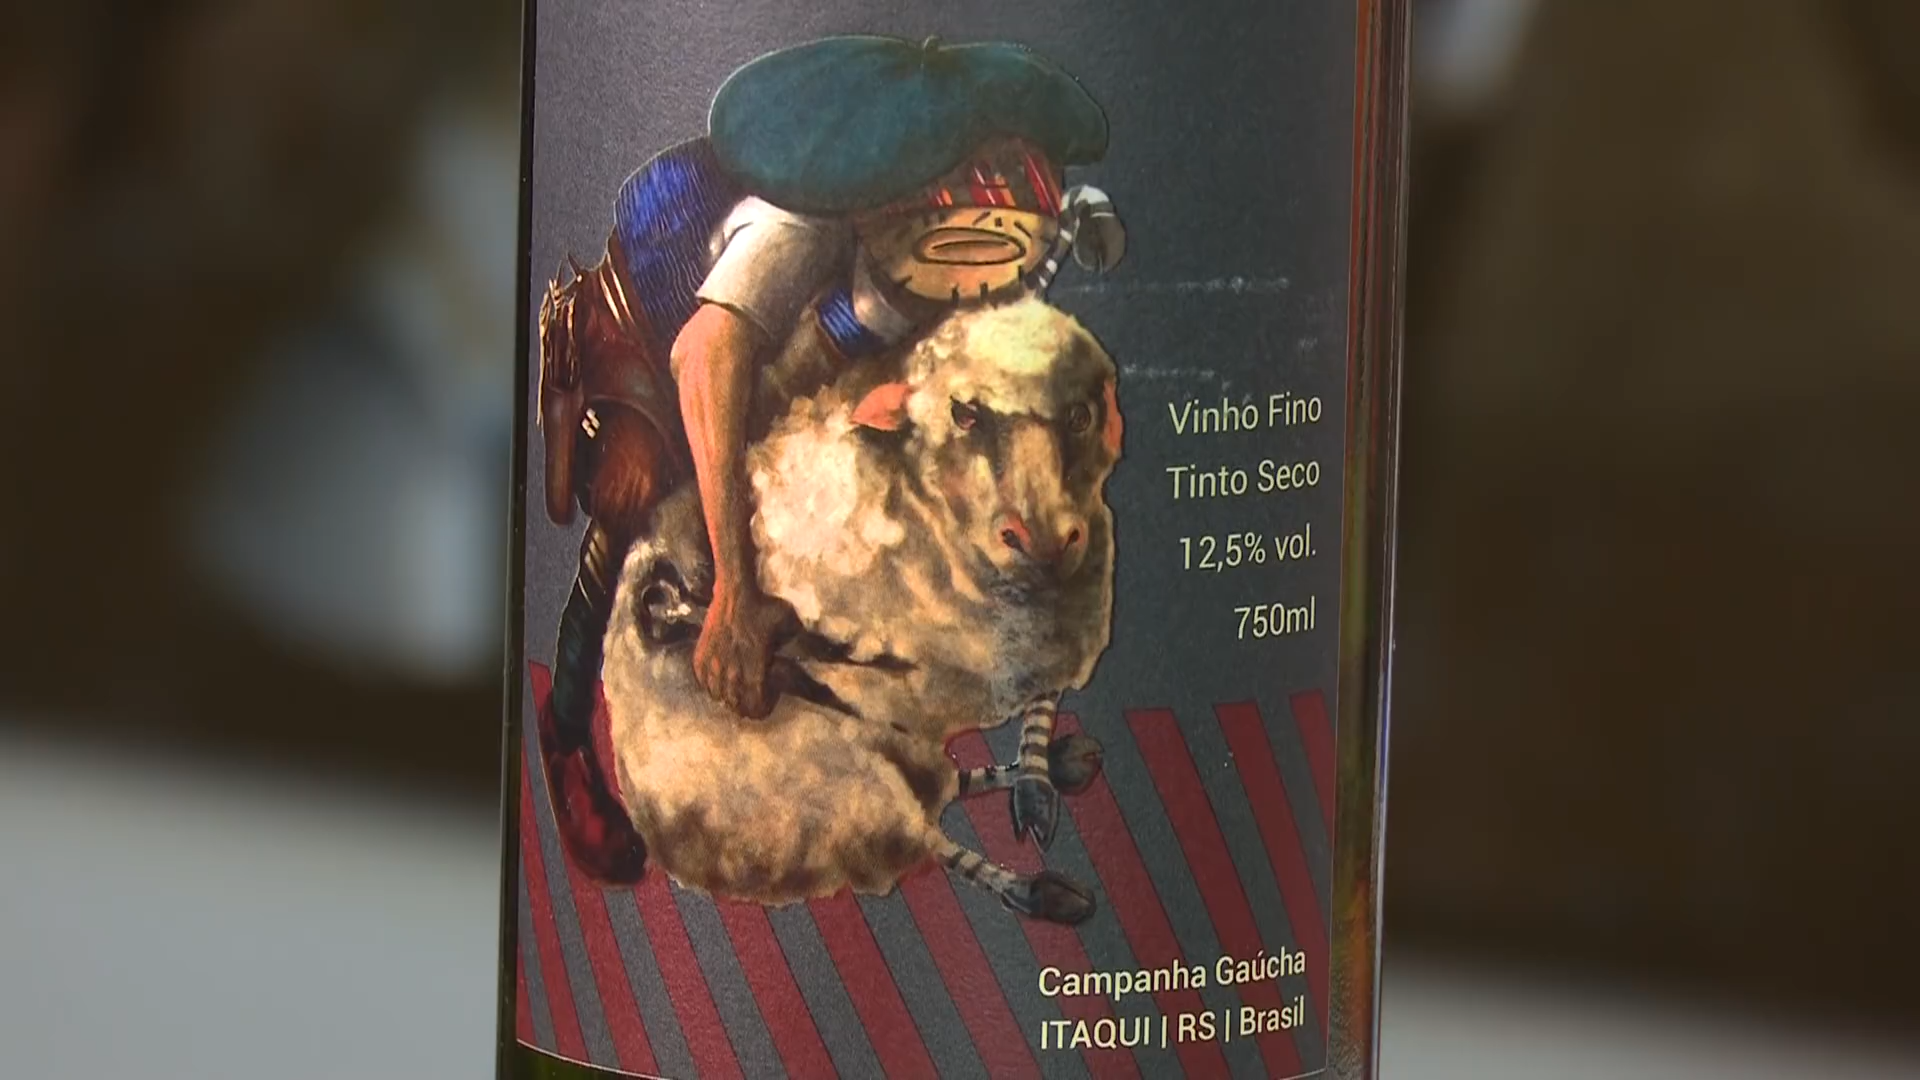 Vinho Fino
Tinto Seco
12,5% vol.
750ml
Campanha Gaúcha
ITAQUI | RS | Brasil